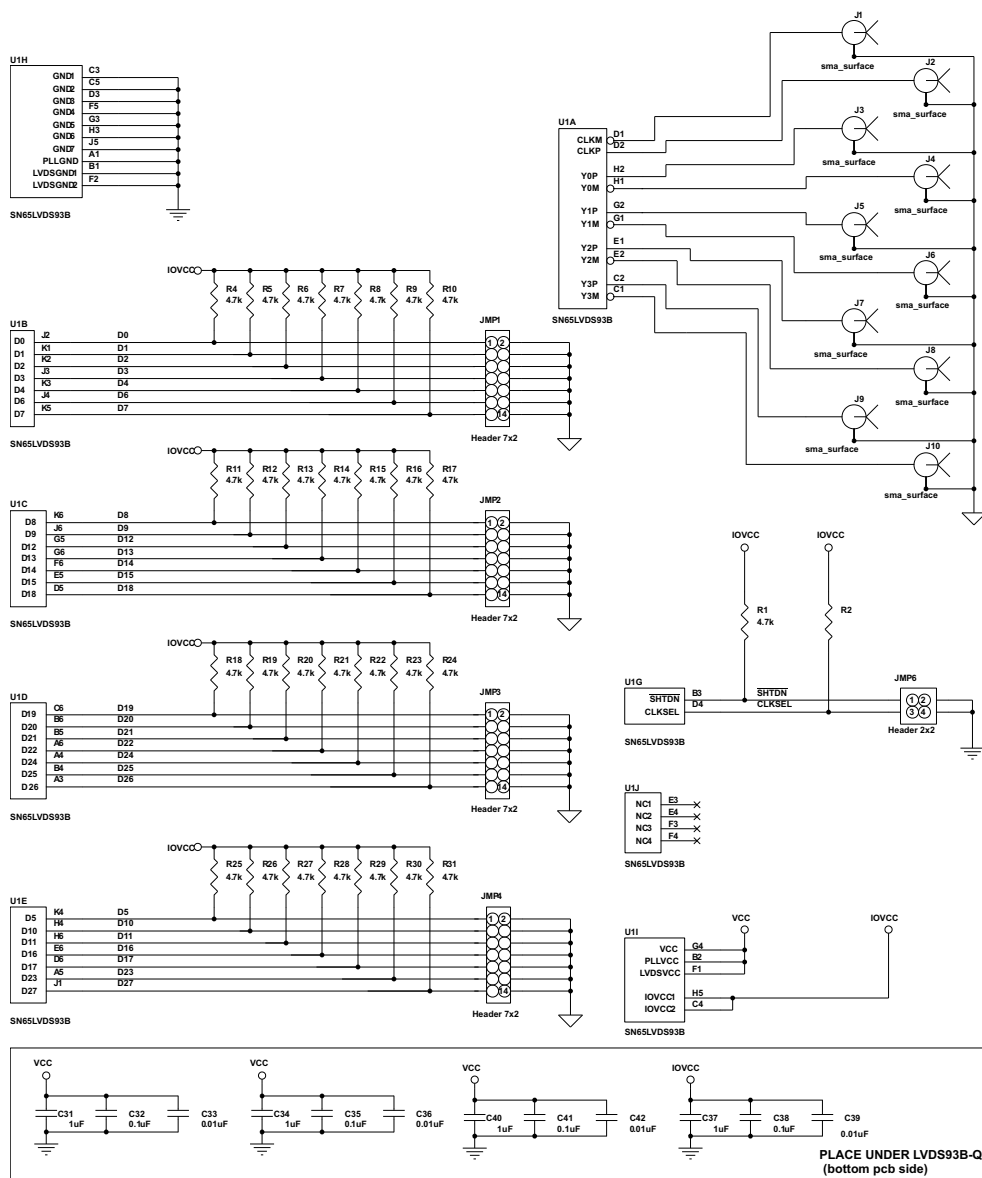 U1H
GND1 C3
GND2 C5
GND3 D3
GND4 F5
GND5 G3
GND6 H3
GND7 J5
PLLGND A1
LVDSGND1 B1
LVDSGND2 F2
SN65LVDS93B
J1
sma_surface
J2
sma_surface
J3
sma_surface
J4
sma_surface
J5
sma_surface
J6
sma_surface
J7
sma_surface
J8
sma_surface
J9
sma_surface
J10
sma_surface
U1A
CLKM D1
CLKP D2
Y0P H2
Y0M H1
Y1P G2
Y1M G1
Y2P E1
Y2M E2
Y3P C2
Y3M C1
SN65LVDS93B
IOVCC
R4 R5 R6 R7 R8 R9 R10
4.7k 4.7k 4.7k 4.7k 4.7k 4.7k 4.7k
U1B
JMP1
D0 J2 D0
D1 K1 D1
D2 K2 D2
D3 J3 D3
D4 K3 D4
D6 J4 D6
D7 K5 D7
1 2
14
Header 7x2
SN65LVDS93B
IOVCC
R11 R12 R13 R14 R15 R16 R17
4.7k 4.7k 4.7k 4.7k 4.7k 4.7k 4.7k
U1C
JMP2
D8 K6 D8
D9 J6 D9
D12 G5 D12
D13 G6 D13
D14 F6 D14
D15 E5 D15
D18 D5 D18
1 2
14
Header 7x2
SN65LVDS93B
IOVCC
R18 R19 R20 R21 R22 R23 R24
4.7k 4.7k 4.7k 4.7k 4.7k 4.7k 4.7k
U1D
JMP3
D19 C6 D19
D20 B6 D20
D21 B5 D21
D22 A6 D22
D24 A4 D24
D25 B4 D25
D26 A3 D26
1 2
14
Header 7x2
SN65LVDS93B
IOVCC
R25 R26 R27 R28 R29 R30 R31
4.7k 4.7k 4.7k 4.7k 4.7k 4.7k 4.7k
U1E
JMP4
D5 K4 D5
D10 H4 D10
D11 H6 D11
D16 E6 D16
D17 D6 D17
D23 A5 D23
D27 J1 D27
1 2
14
Header 7x2
SN65LVDS93B
IOVCC IOVCC
R1 R2
4.7k
U1G
JMP6
SHTDN B3 SHTDN
CLKSEL D4 CLKSEL
1 2
3 4
Header 2x2
SN65LVDS93B
U1J
NC1 E3
NC2 E4
NC3 F3
NC4 F4
SN65LVDS93B
VCC IOVCC
U1I
VCC G4
PLLVCC B2
LVDSVCC F1
IOVCC1 H5
IOVCC2 C4
SN65LVDS93B
VCC VCC VCC IOVCC
C31 C32 C33 C34 C35 C36 C40 C41 C42 C37 C38 C39
1uF 0.1uF 0.01uF 1uF 0.1uF 0.01uF 1uF 0.1uF 0.01uF 1uF 0.1uF 0.01uF
PLACE UNDER LVDS93B-Q
(bottom pcb side)